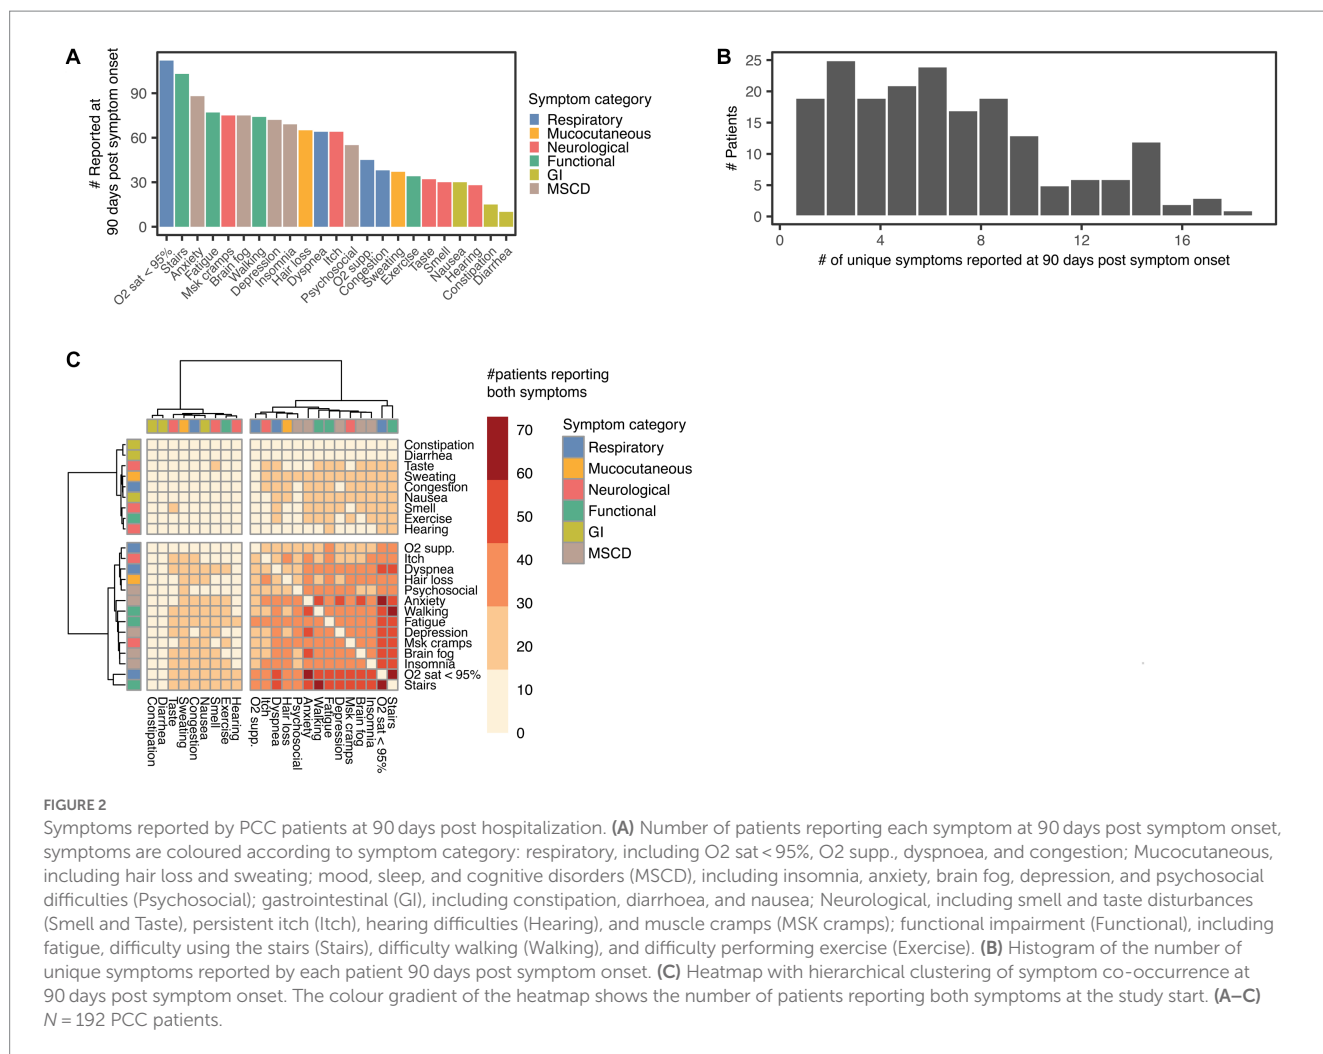 A
# Reported at
90 days post symptom onset
90
60
30
0
O2 sat < 95%
Stairs
Anxiety
Fatigue
Msk cramps
Brain fog
Walking
Depression
Insomnia
Hair loss
Dyspnea
Itch
Psychosocial
O2 supp.
Congestion
Sweating
Exercise
Taste
Smell
Nausea
Hearing
Constipation
Diarrhea
Symptom category
Respiratory
Mucocutaneous
Neurological
Functional
GI
MSCD
B
# Patients
25
20
15
10
5
0
0
4
8
12
16
# of unique symptoms reported at 90 days post symptom onset
C
Constipation
Diarrhea
Taste
Sweating
Congestion
Nausea
Smell
Exercise
Hearing
O2 supp.
Itch
Dyspnea
Hair loss
Psychosocial
Anxiety
Walking
Fatigue
Depression
Msk cramps
Brain fog
Insomnia
O2 sat < 95%
Stairs
Constipation
Diarrhea
Taste
Sweating
Congestion
Nausea
Smell
Exercise
Hearing
O2 supp.
Itch
Dyspnea
Hair loss
Psychosocial
Anxiety
Walking
Fatigue
Depression
Msk cramps
Brain fog
Insomnia
O2 sat < 95%
Stairs
#patients reporting
both symptoms
70
60
50
40
30
20
10
0
Symptom category
Respiratory
Mucocutaneous
Neurological
Functional
GI
MSCD
FIGURE 2
Symptoms reported by PCC patients at 90 days post hospitalization. (A) Number of patients reporting each symptom at 90 days post symptom onset,
symptoms are coloured according to symptom category: respiratory, including O2 sat < 95%, O2 supp., dyspnoea, and congestion; Mucocutaneous,
including hair loss and sweating; mood, sleep, and cognitive disorders (MSCD), including insomnia, anxiety, brain fog, depression, and psychosocial
difficulties (Psychosocial); gastrointestinal (GI), including constipation, diarrhoea, and nausea; Neurological, including smell and taste disturbances
(Smell and Taste), persistent itch (Itch), hearing difficulties (Hearing), and muscle cramps (MSK cramps); functional impairment (Functional), including
fatigue, difficulty using the stairs (Stairs), difficulty walking (Walking), and difficulty performing exercise (Exercise). (B) Histogram of the number of
unique symptoms reported by each patient 90 days post symptom onset. (C) Heatmap with hierarchical clustering of symptom co-occurrence at
90 days post symptom onset. The colour gradient of the heatmap shows the number of patients reporting both symptoms at the study start. (A–C)
N = 192 PCC patients.